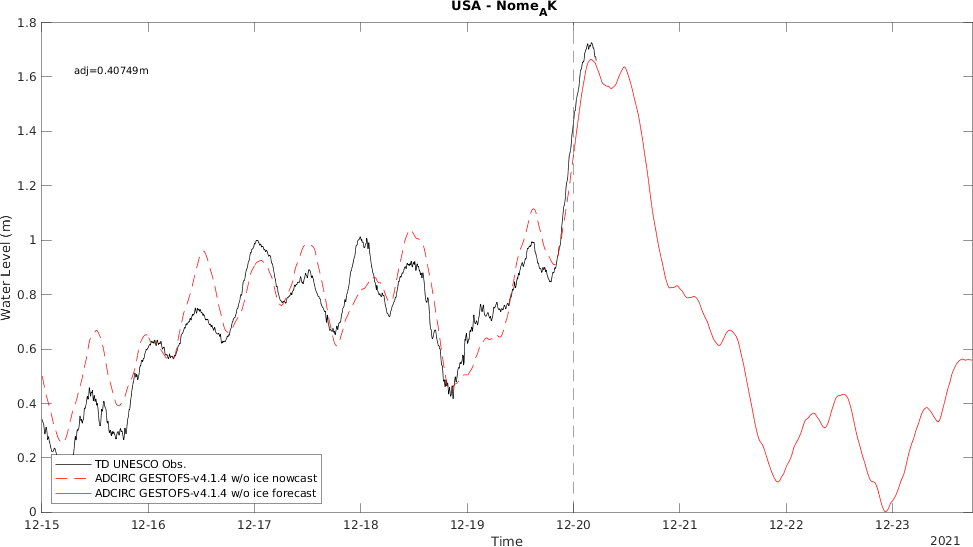 USA - Nome_AK
adj=0.40749m
1.8
1.6
1.4
1.2
1
0.8
0.6
0.4
0.2
0
Water Level (m)
TD UNESCO Obs.
ADCIRC GESTOFS-v4.1.4 w/o ice nowcast
ADCIRC GESTOFS-v4.1.4 w/o ice forecast
12-15 12-16 12-17 12-18 12-19 12-20 12-21 12-22 12-23
Time
2021